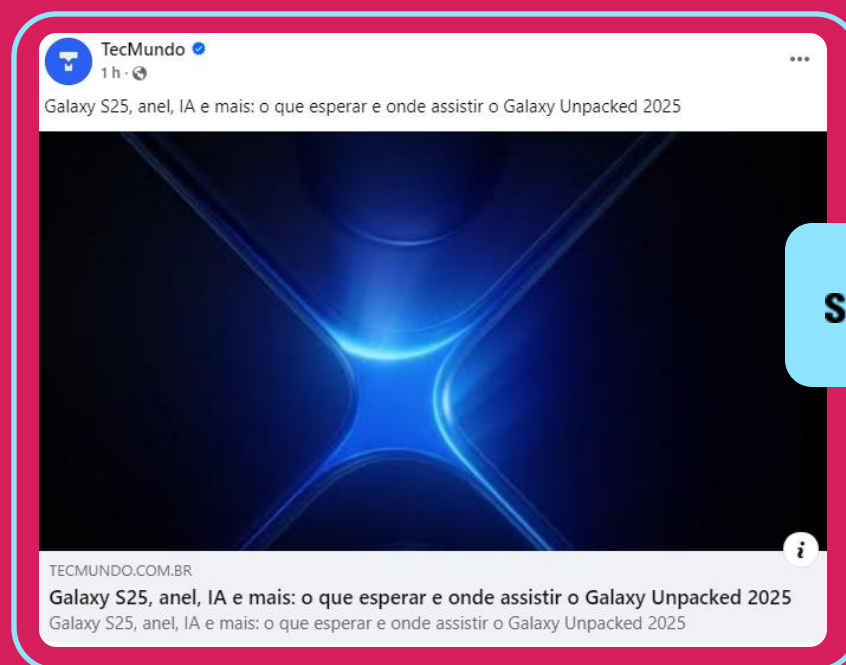 TecMundo
1 h ·
Galaxy S25, anel, IA e mais: o que esperar e onde assistir o Galaxy Unpacked 2025
S
TECMUNDO.COM.BR
Galaxy S25, anel, IA e mais: o que esperar e onde assistir o Galaxy Unpacked 2025
Galaxy S25, anel, IA e mais: o que esperar e onde assistir o Galaxy Unpacked 2025